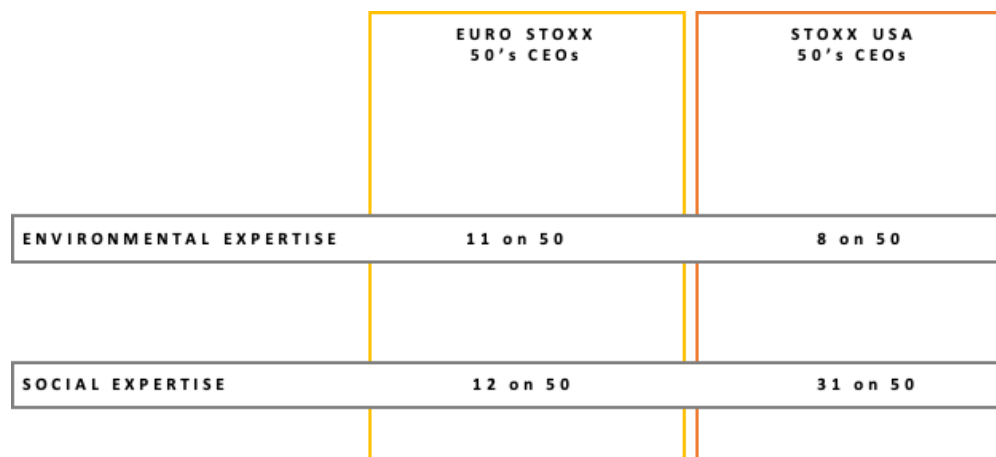 EURO STOXX
50's CEOs
STOXX USA
50's CEOs
ENVIRONMENTAL EXPERTISE 11 on 50 8 on 50
SOCIAL EXPERTISE 12 on 50 31 on 50